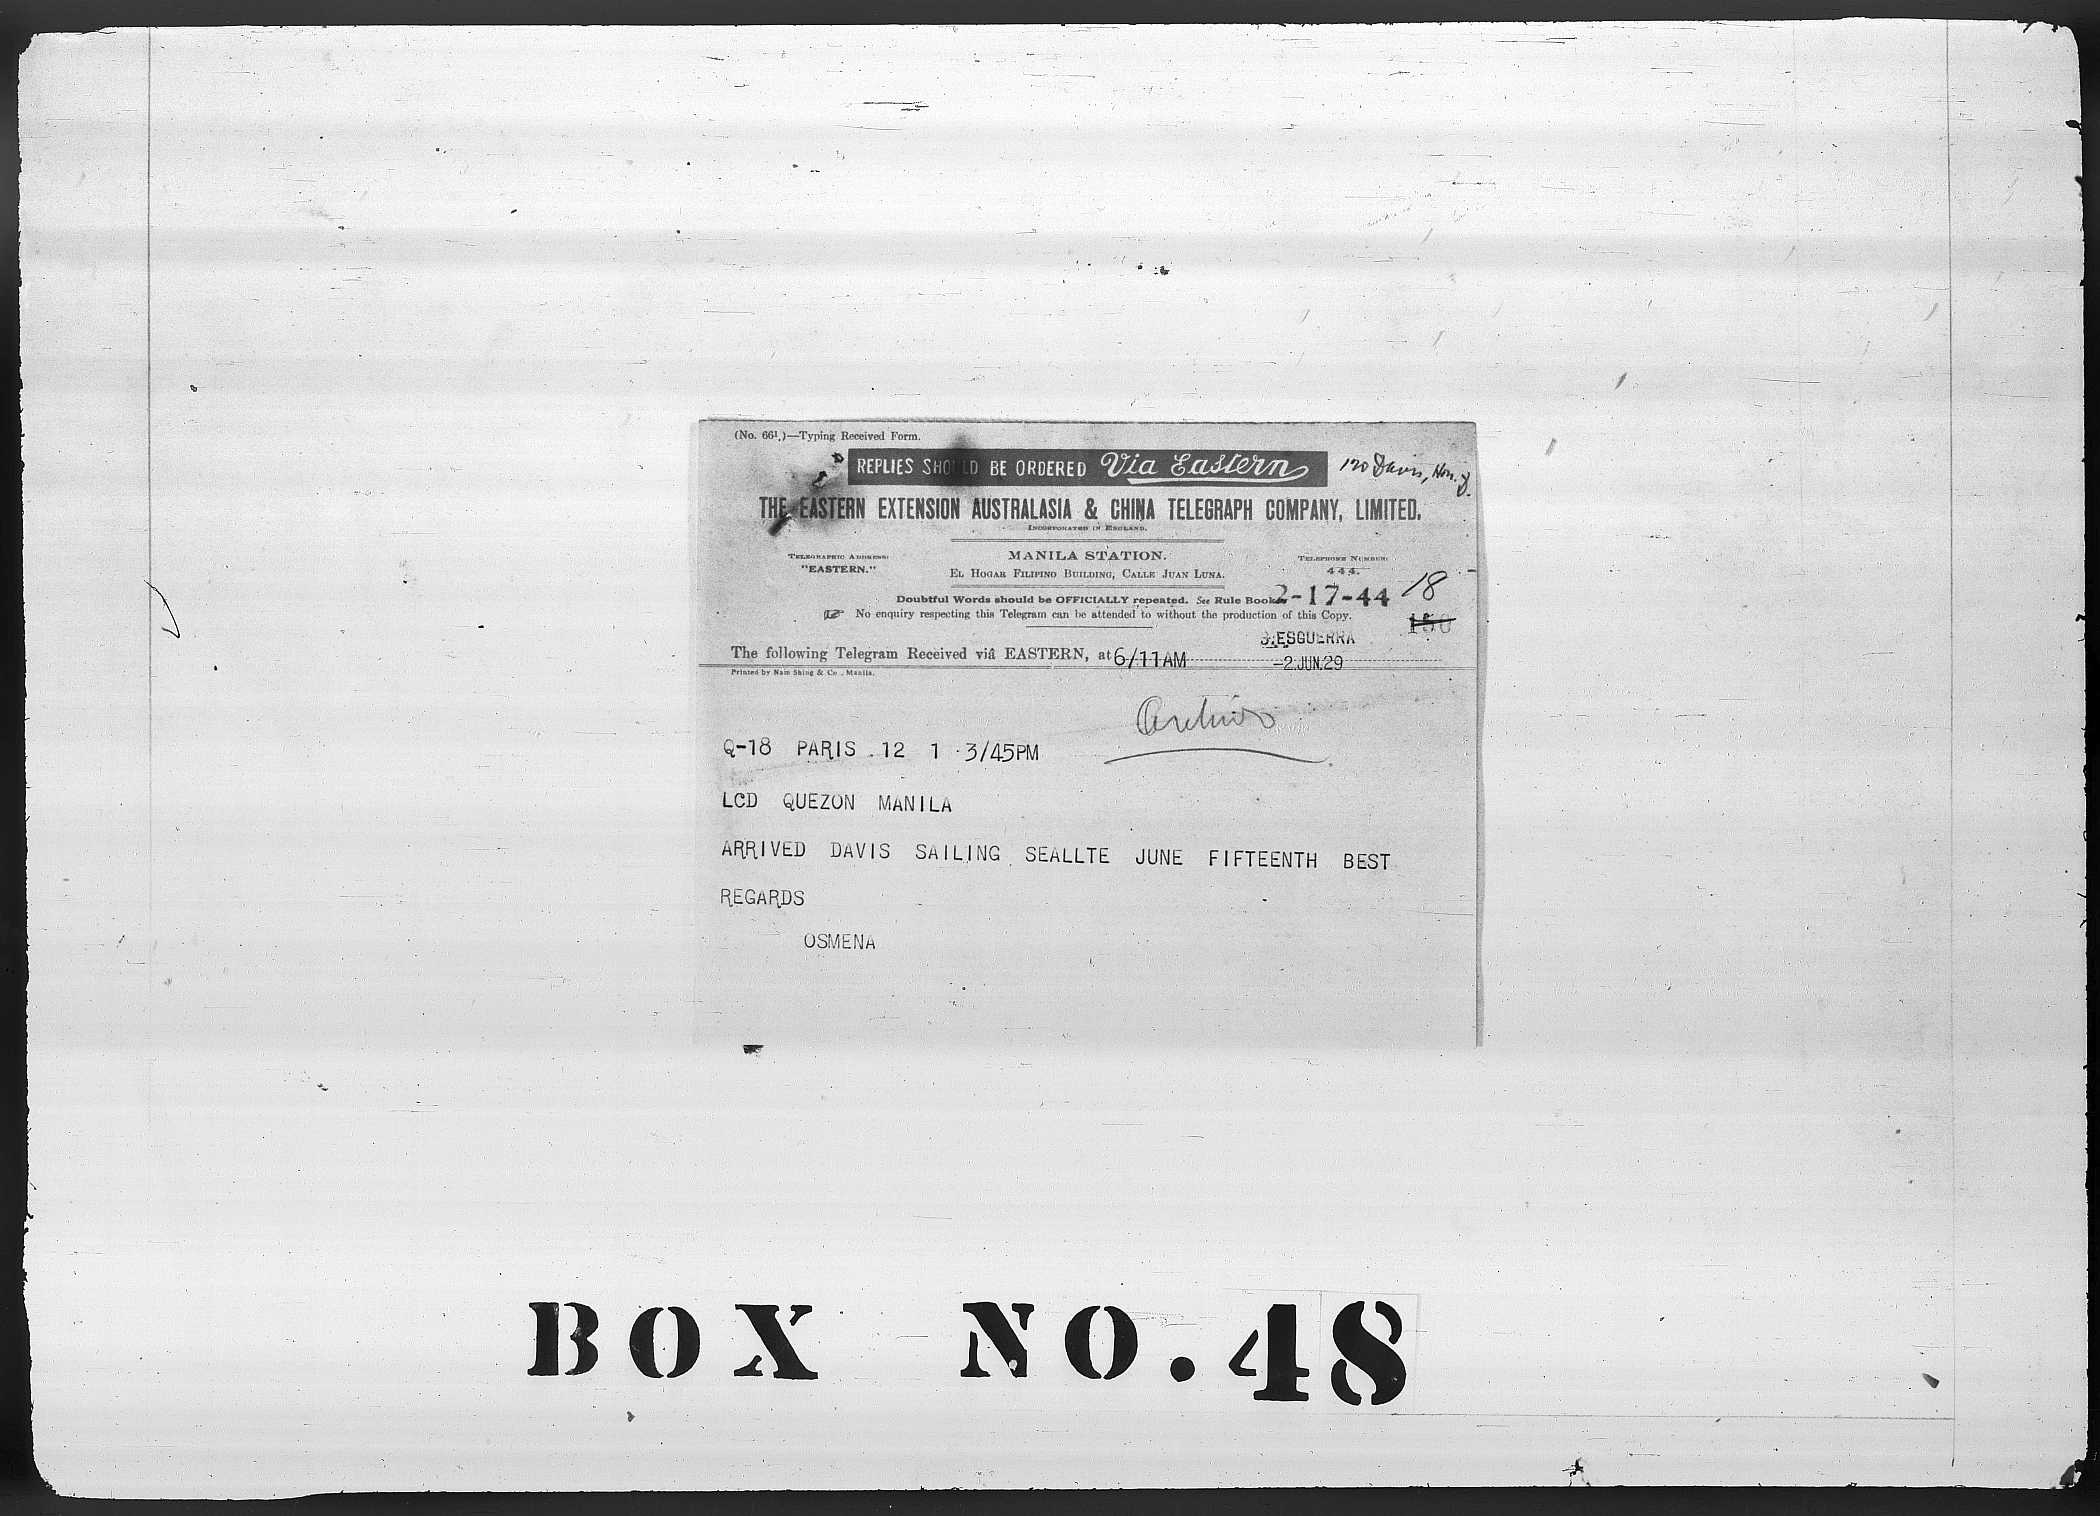 (No. 66¹.)—Typing Received Form.
REPLIES SHOULD BE ORDERED Via Eastern
120 Davis, Hon. D.
THE EASTERN EXTENSION AUSTRALASIA & CHINA TELEGRAPH COMPANY, LIMITED.
INCORPORATED IN ENGLAND.
TELEGRAPHIC ADDRESS: MANILA STATION. TELEPHONE NUMBER:
"EASTERN." EL HOGAR FILIPINO BUILDING, CALLE JUAN LUNA. 444.
Doubtful Words should be OFFICIALLY repeated. See Rule Book. 2-17-44 18
No enquiry respecting this Telegram can be attended to without the production of this Copy. 150
J.ESGUERRA
The following Telegram Received viâ EASTERN, at 6/11AM -2.JUN.29
Printed by Nam Shing & Co., Manila.
Archivo
Q-18 PARIS 12 1 3/45PM
LCD QUEZON MANILA
ARRIVED DAVIS SAILING SEALLTE JUNE FIFTEENTH BEST
REGARDS
OSMENA
BOX NO. 48